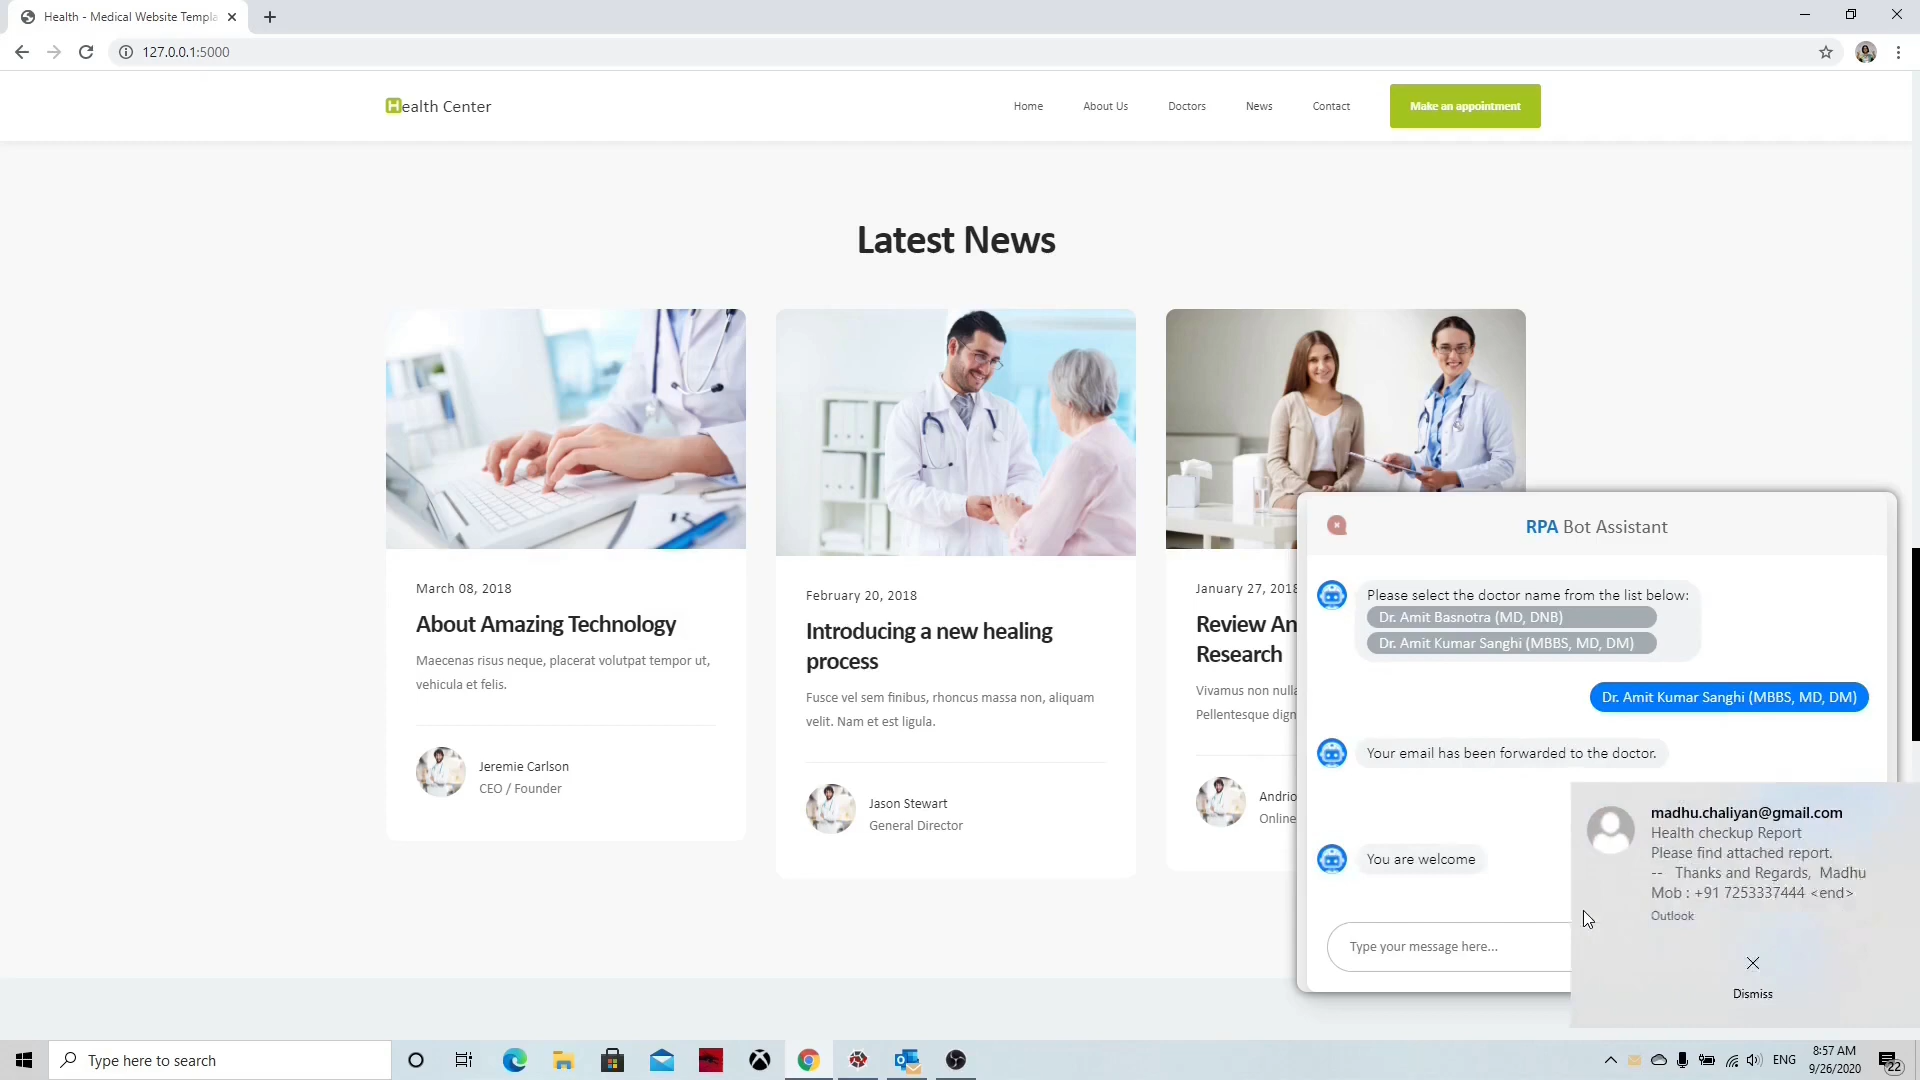 Health - Medical Website Templa
127.0.0.1:5000
Health Center
Home
About Us
Doctors
News
Contact
Make an appointment
Latest News
March 08, 2018
About Amazing Technology
Maecenas risus neque, placerat volutpat tempor ut,
vehicula et felis.
Jeremie Carlson
CEO / Founder
February 20, 2018
Introducing a new healing
process
Fusce vel sem finibus, rhoncus massa non, aliquam
velit. Nam et est ligula.
Jason Stewart
General Director
January 27, 2018
Review An
Research
Vivamus non nulla
Pellentesque dign
Andrio
Online
RPA Bot Assistant
Please select the doctor name from the list below:
Dr. Amit Basnotra (MD, DNB)
Dr. Amit Kumar Sanghi (MBBS, MD, DM)
Dr. Amit Kumar Sanghi (MBBS, MD, DM)
Your email has been forwarded to the doctor.
You are welcome
Type your message here...
madhu.chaliyan@gmail.com
Health checkup Report
Please find attached report.
-- Thanks and Regards, Madhu
Mob : +91 7253337444 <end>
Outlook
Dismiss
Type here to search
ENG
8:57 AM
9/26/2020
22